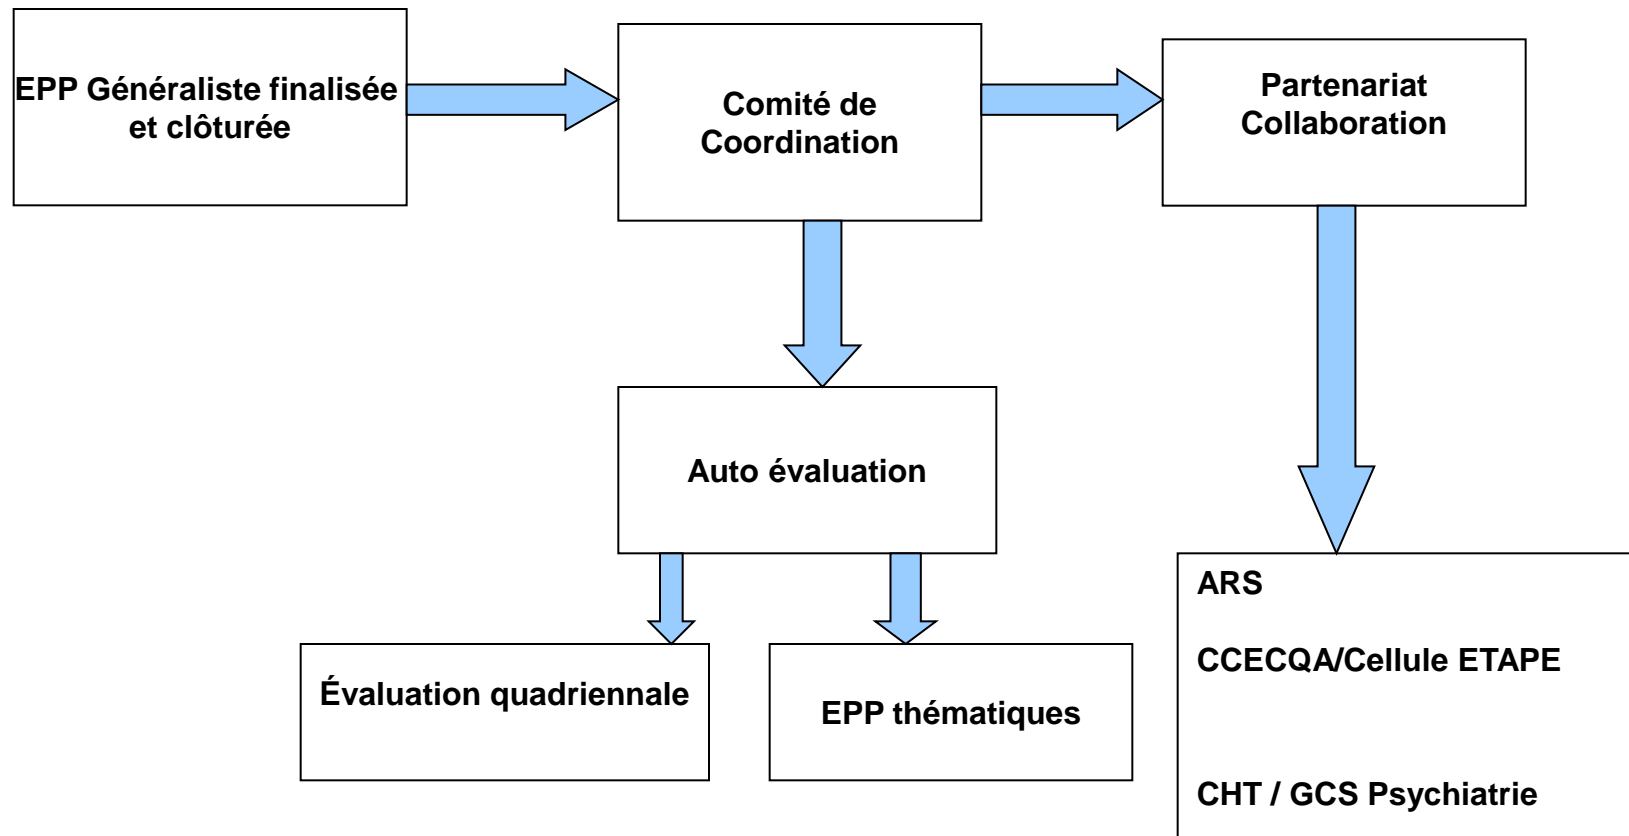 EPP Généraliste finalisée
et clôturée
Comité de
Coordination
Partenariat
Collaboration
Auto évaluation
Évaluation quadriennale
EPP thématiques
ARS
CCECQA/Cellule ETAPE
CHT / GCS Psychiatrie